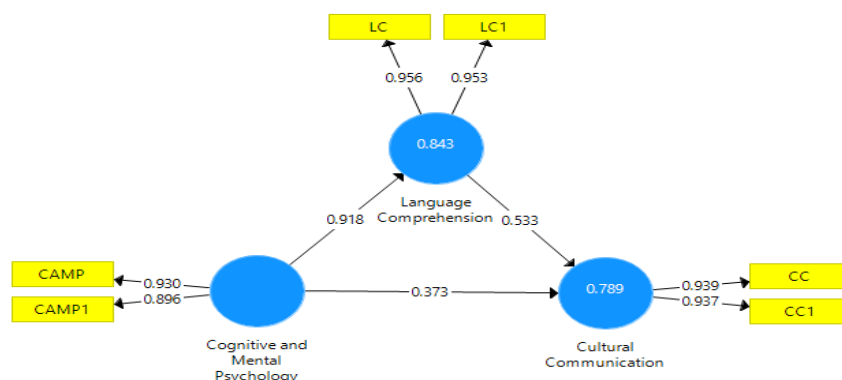 LC
LC1
0.956
0.953
0.843
Language
Comprehension
0.918
0.533
CAMP
CAMP1
0.930
0.896
0.373
0.789
0.939
0.937
CC
CC1
Cognitive and
Mental
Psychology
Cultural
Communication